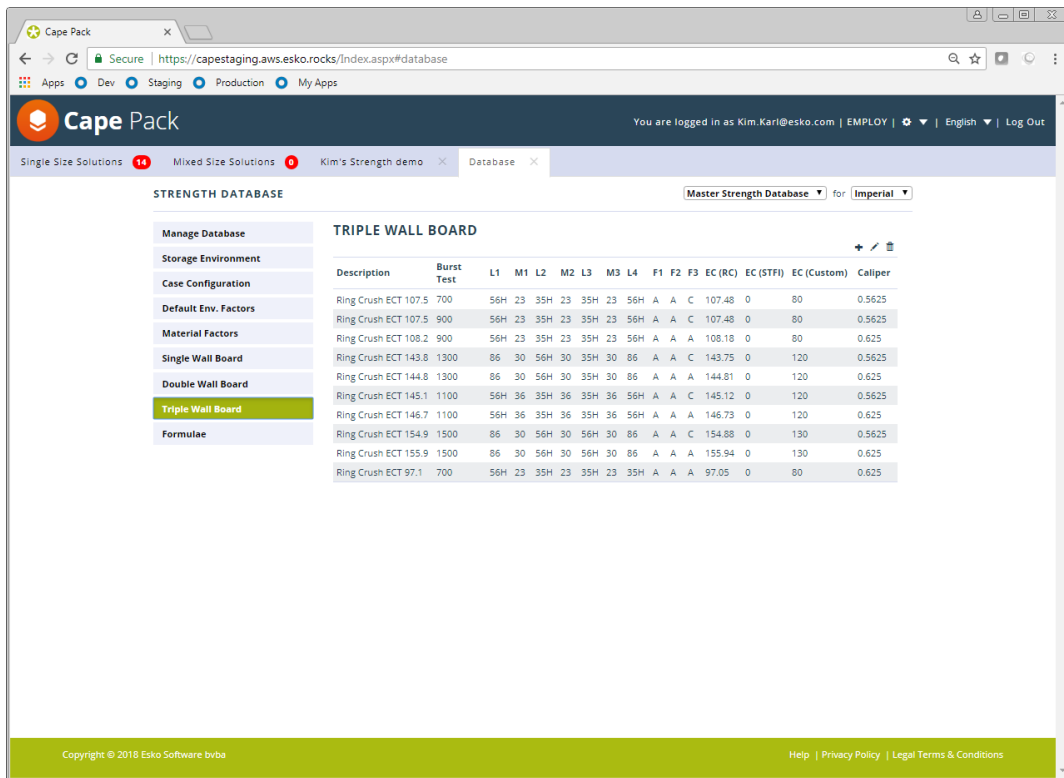 Cape Pack
Secure | https://capestaging.aws.esko.rocks/Index.aspx#database
Apps Dev Staging Production My Apps
Cape Pack
You are logged in as Kim.Karl@esko.com | EMPLOY | English | Log Out
Single Size Solutions 14 Mixed Size Solutions 0 Kim's Strength demo Database
STRENGTH DATABASE
Master Strength Database for Imperial
Manage Database
Storage Environment
Case Configuration
Default Env. Factors
Material Factors
Single Wall Board
Double Wall Board
Triple Wall Board
Formulae
TRIPLE WALL BOARD
Description Burst Test L1 M1 L2 M2 L3 M3 L4 F1 F2 F3 EC (RC) EC (STFI) EC (Custom) Caliper
Ring Crush ECT 107.5 700 56H 23 35H 23 35H 23 56H A A C 107.48 0 80 0.5625
Ring Crush ECT 107.5 900 56H 23 35H 23 35H 23 56H A A C 107.48 0 80 0.5625
Ring Crush ECT 108.2 900 56H 23 35H 23 35H 23 56H A A A 108.18 0 80 0.625
Ring Crush ECT 143.8 1300 86 30 56H 30 35H 30 86 A A C 143.75 0 120 0.5625
Ring Crush ECT 144.8 1300 86 30 56H 30 35H 30 86 A A A 144.81 0 120 0.625
Ring Crush ECT 145.1 1100 56H 36 35H 36 35H 36 56H A A C 145.12 0 120 0.5625
Ring Crush ECT 146.7 1100 56H 36 35H 36 35H 36 56H A A A 146.73 0 120 0.625
Ring Crush ECT 154.9 1500 86 30 56H 30 56H 30 86 A A C 154.88 0 130 0.5625
Ring Crush ECT 155.9 1500 86 30 56H 30 56H 30 86 A A A 155.94 0 130 0.625
Ring Crush ECT 97.1 700 56H 23 35H 23 35H 23 35H A A A 97.05 0 80 0.625
Copyright © 2018 Esko Software bvba
Help | Privacy Policy | Legal Terms & Conditions